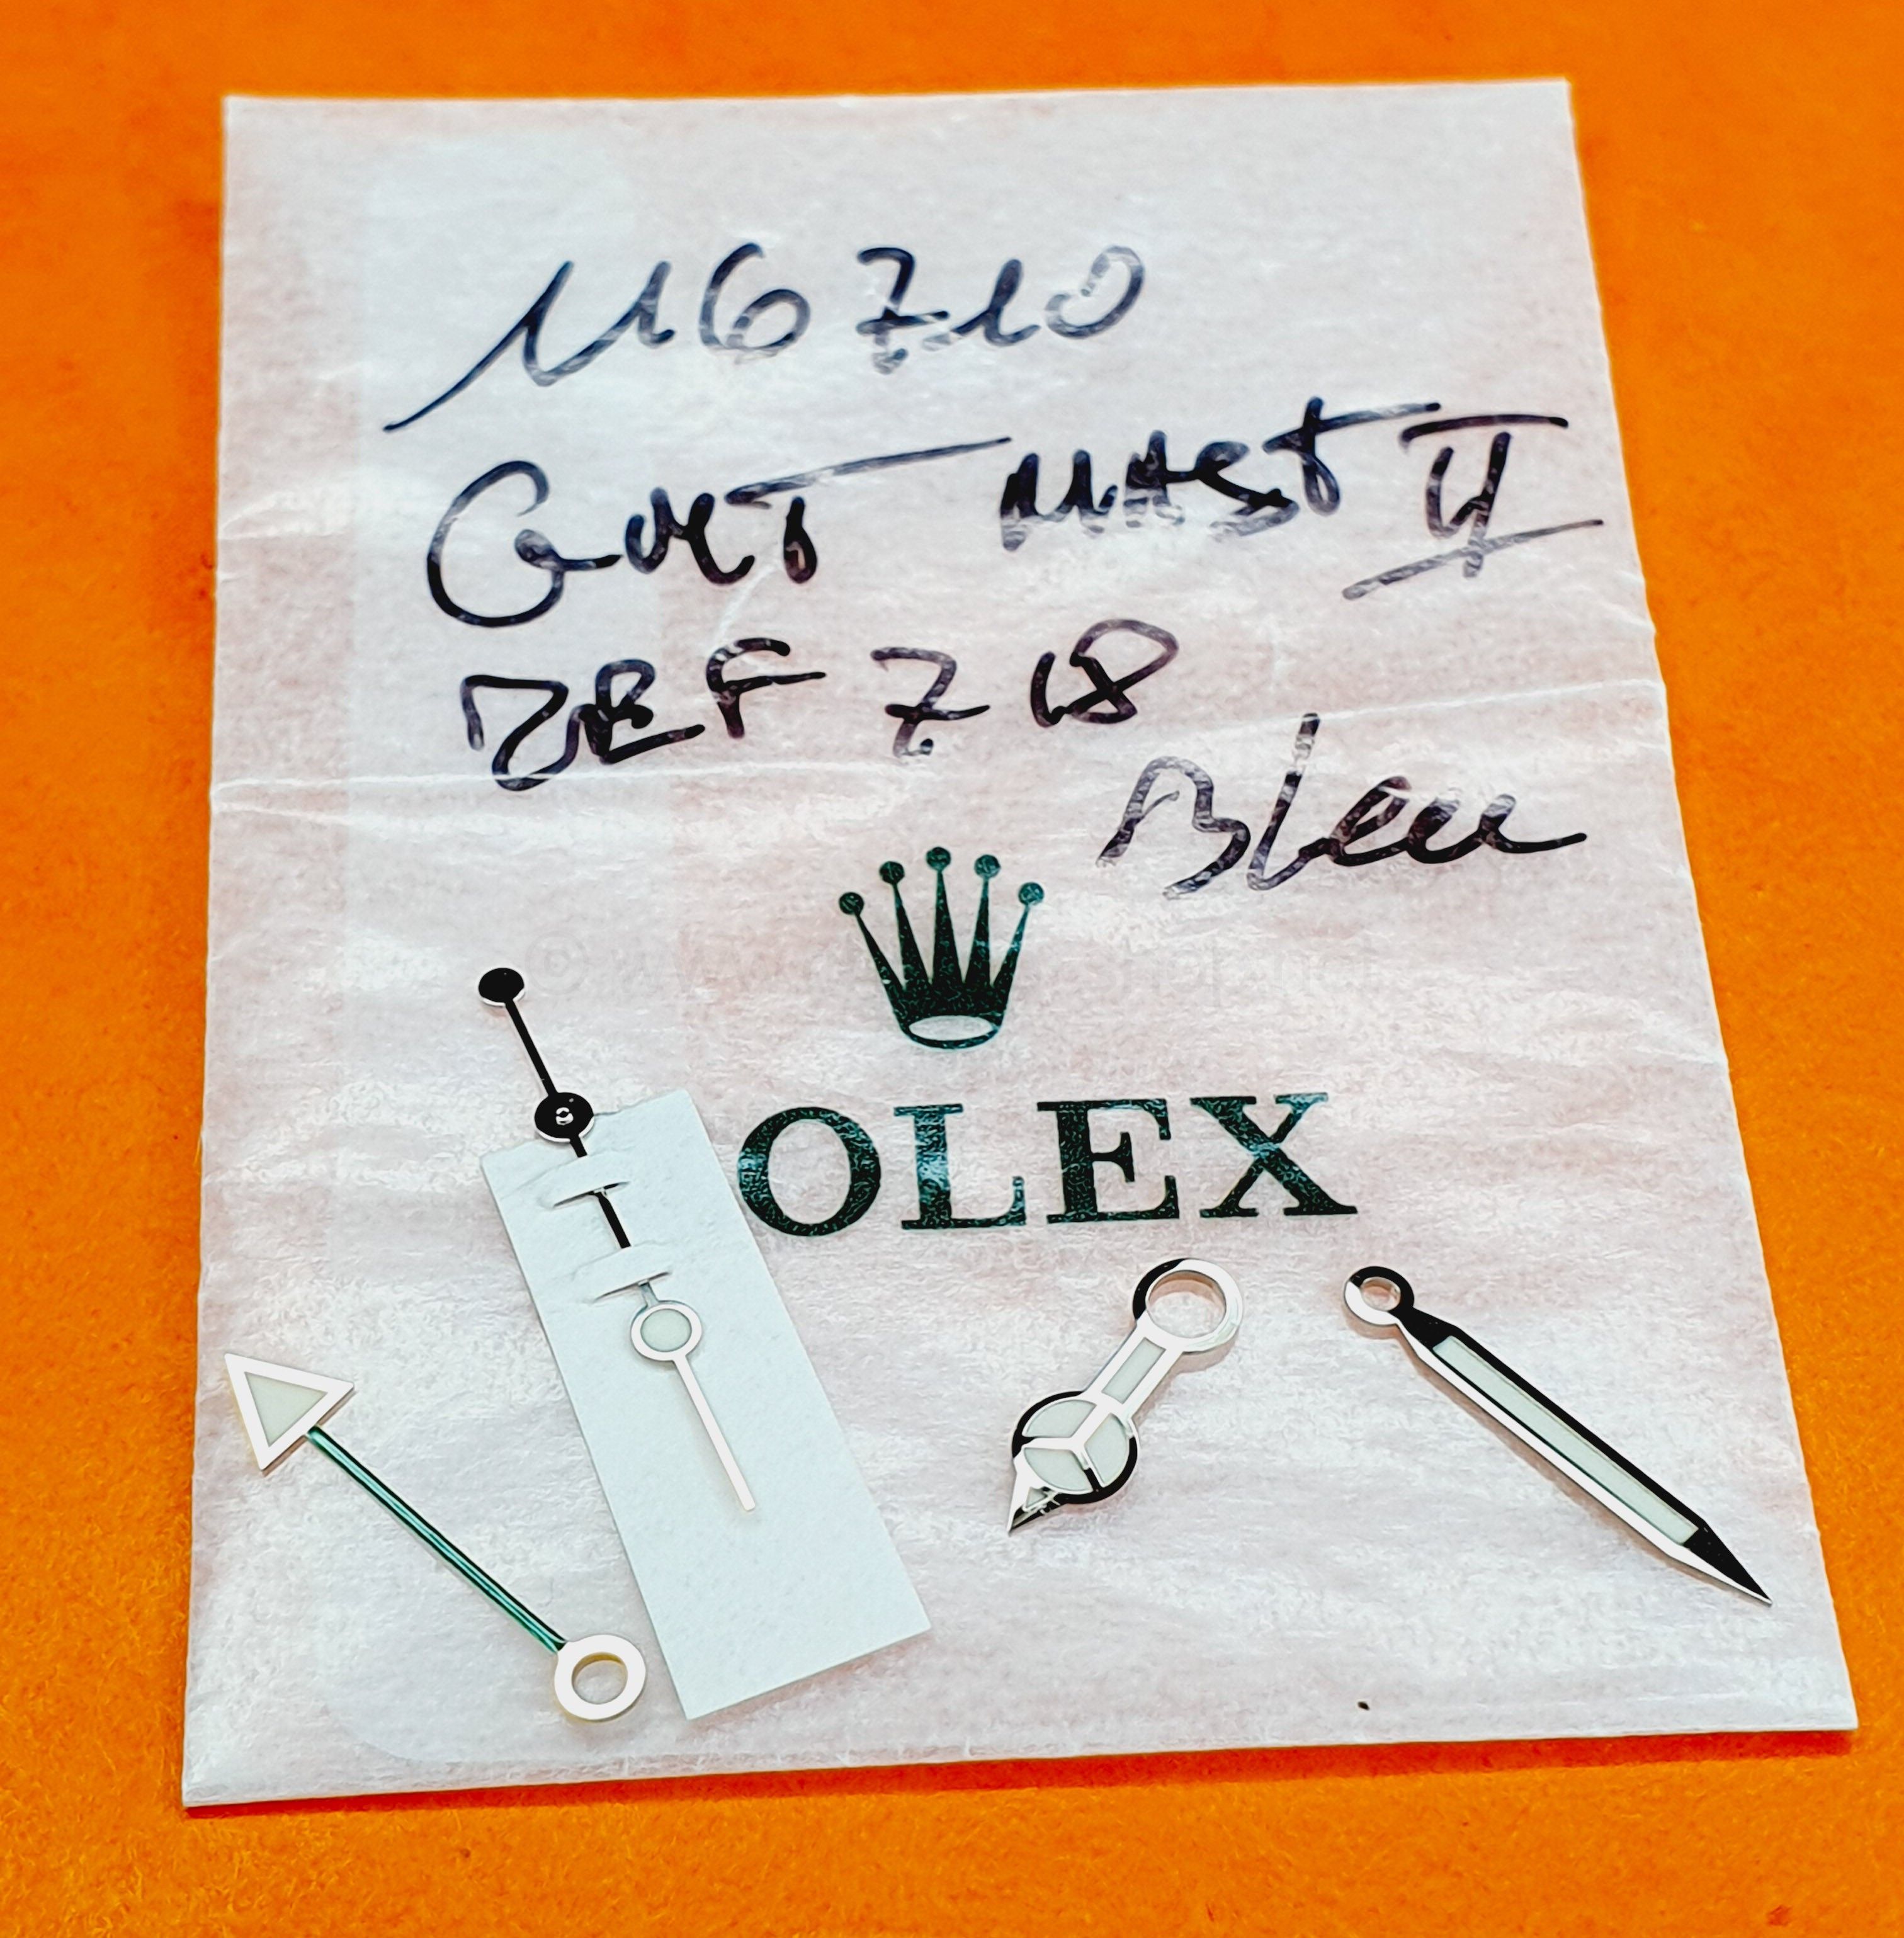 116710
GMT MAST II
REF 718
Bleu
OLEX